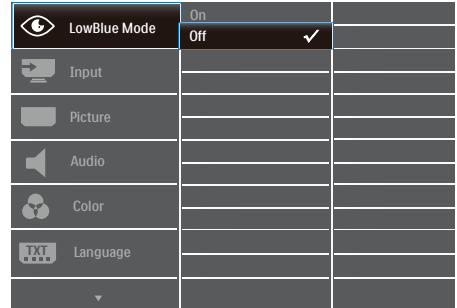 LowBlue Mode
On
Off
Input
Picture
Audio
Color
TXT
Language